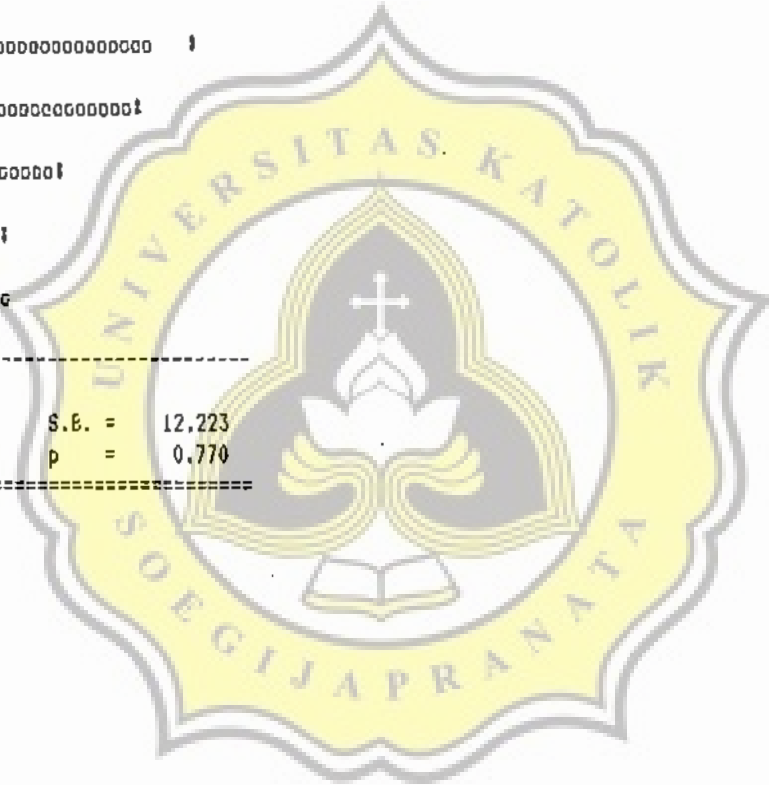 S.B. = 12,223
p = 0.770
UNIVERSITAS KATOLIK
SOEGIJAPRANATA